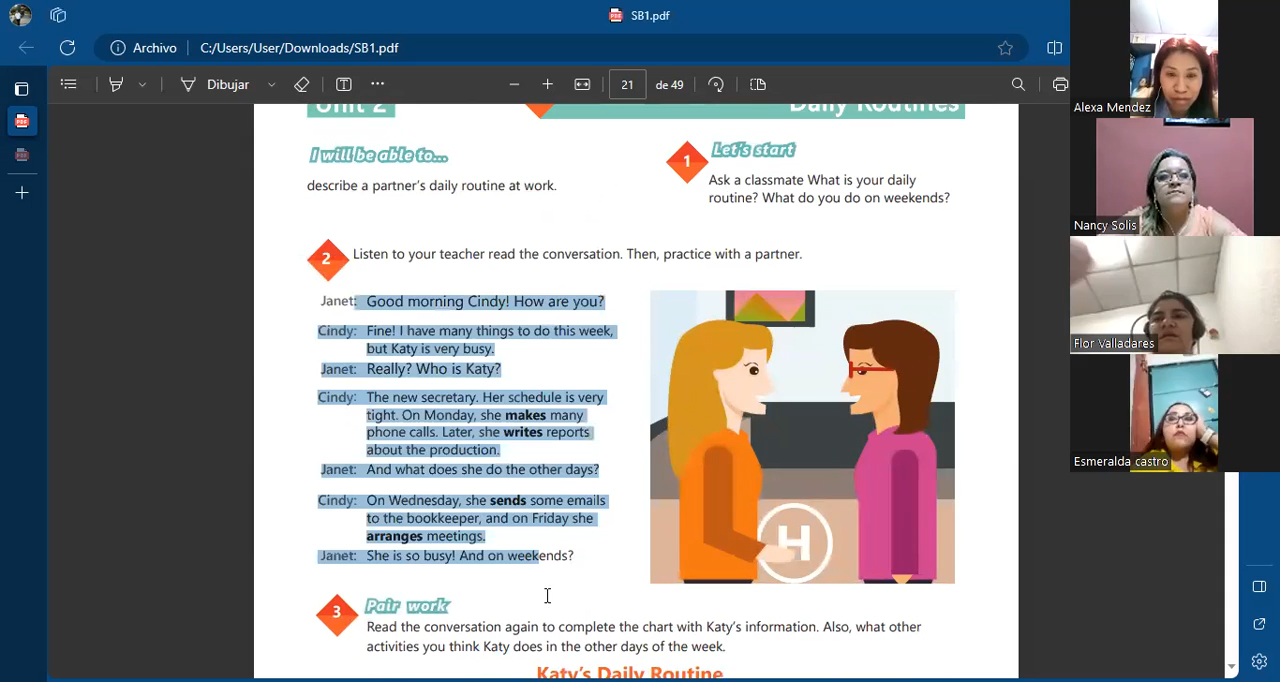 SB1.pdf
Archivo
C:/Users/User/Downloads/SB1.pdf
Dibujar
21
de 49
Unit 2
Daily Routines
I will be able to...
describe a partner's daily routine at work.
1
Let's start
Ask a classmate What is your daily
routine? What do you do on weekends?
2
Listen to your teacher read the conversation. Then, practice with a partner.
Janet: Good morning Cindy! How are you?
Cindy: Fine! I have many things to do this week,
but Katy is very busy.
Janet: Really? Who is Katy?
Cindy: The new secretary. Her schedule is very
tight. On Monday, she makes many
phone calls. Later, she writes reports
about the production.
Janet: And what does she do the other days?
Cindy: On Wednesday, she sends some emails
to the bookkeeper, and on Friday she
arranges meetings.
Janet: She is so busy! And on weekends?
H
3
Pair work
Read the conversation again to complete the chart with Katy's information. Also, what other
activities you think Katy does in the other days of the week.
Katy's Daily Routine
Alexa Mendez
Nancy Solis
Flor Valladares
Esmeralda castro